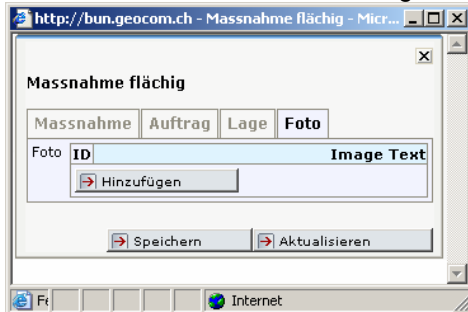 http://bun.geocom.ch - Massnahme flächig - Micr...
Massnahme flächig
Massnahme Auftrag Lage Foto
Foto ID Image Text
Hinzufügen
Speichern Aktualisieren
Internet